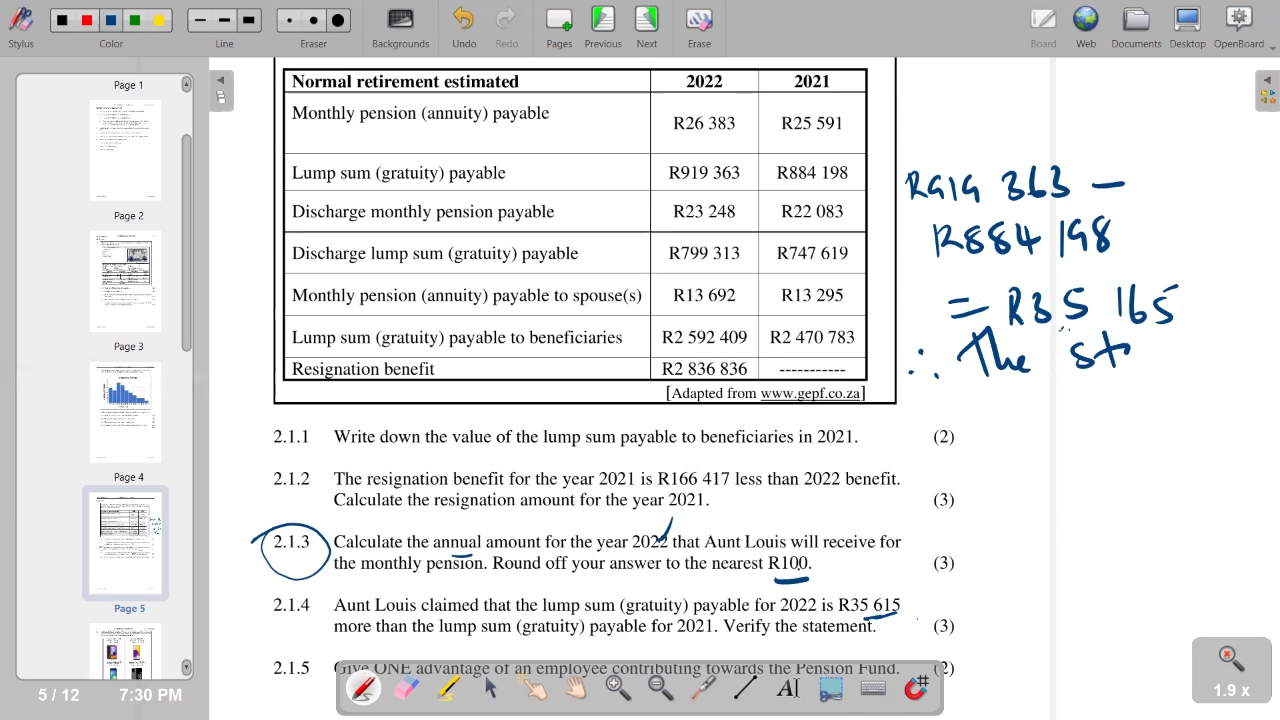 Stylus
Color
Line
Eraser
Backgrounds
Undo
Redo
Pages
Previous
Next
Erase
Board
Web
Documents
Desktop
OpenBoard
Page 1
Page 2
Page 3
Page 4
Page 5
5 / 12 7:30 PM
Normal retirement estimated 2022 2021
Monthly pension (annuity) payable R26 383 R25 591
Lump sum (gratuity) payable R919 363 R884 198
Discharge monthly pension payable R23 248 R22 083
Discharge lump sum (gratuity) payable R799 313 R747 619
Monthly pension (annuity) payable to spouse(s) R13 692 R13 295
Lump sum (gratuity) payable to beneficiaries R2 592 409 R2 470 783
Resignation benefit R2 836 836 -----------
[Adapted from www.gepf.co.za]
R919 363 –
R884 198
= R35 165
∴ The st
2.1.1 Write down the value of the lump sum payable to beneficiaries in 2021. (2)
2.1.2 The resignation benefit for the year 2021 is R166 417 less than 2022 benefit.
Calculate the resignation amount for the year 2021. (3)
2.1.3 Calculate the annual amount for the year 2022 that Aunt Louis will receive for
the monthly pension. Round off your answer to the nearest R100. (3)
2.1.4 Aunt Louis claimed that the lump sum (gratuity) payable for 2022 is R35 615
more than the lump sum (gratuity) payable for 2021. Verify the statement. (3)
2.1.5 Give ONE advantage of an employee contributing towards the Pension Fund. (2)
1.9 x